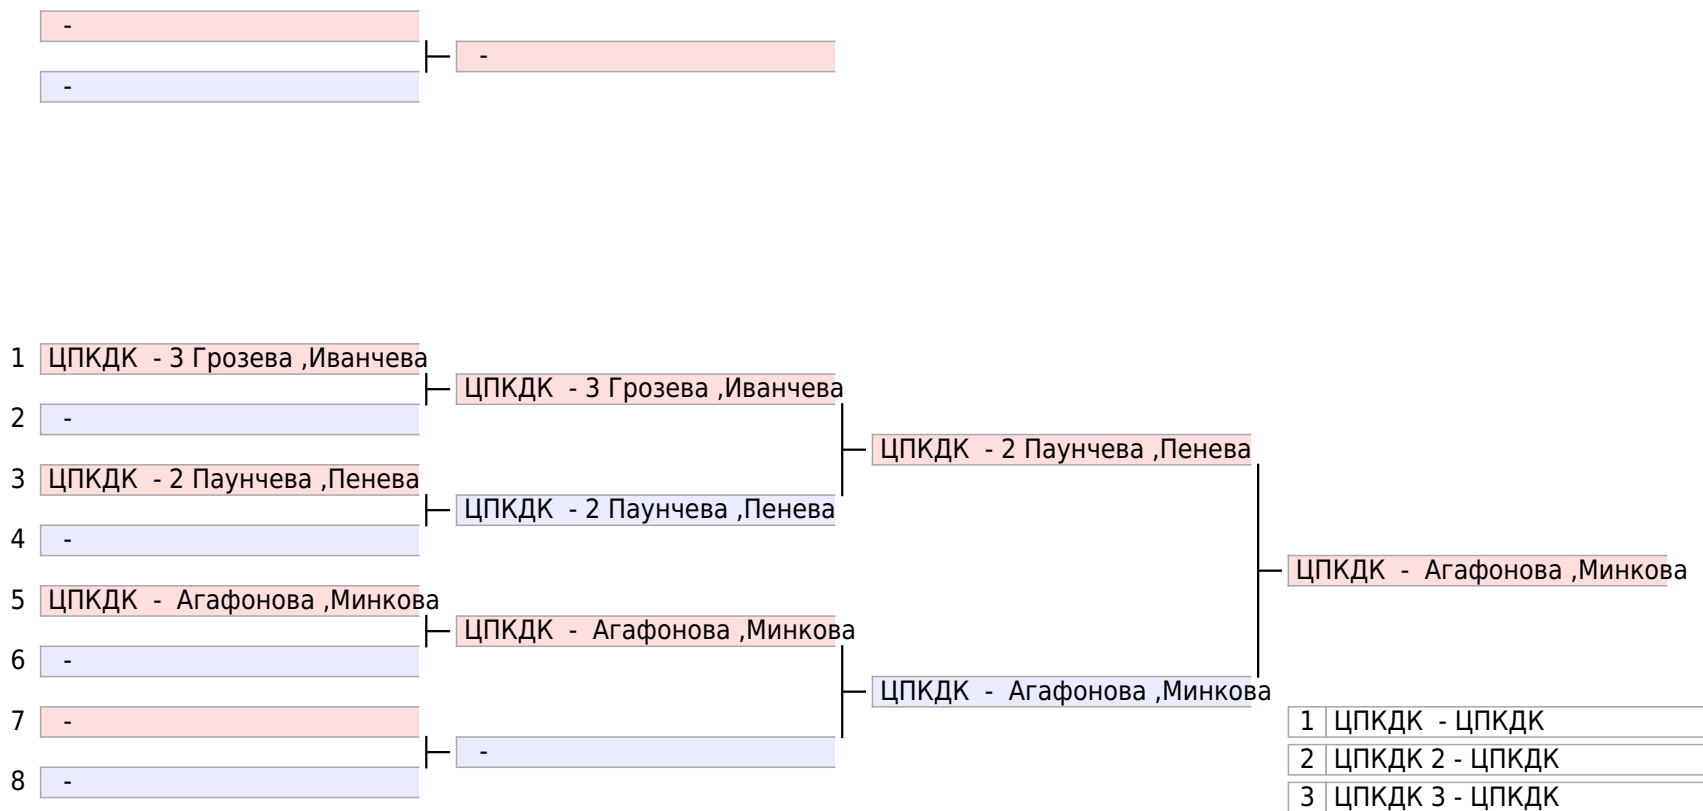 -
-
-
1 ЦПКДК - 3 Грозева ,Иванчева
ЦПКДК - 3 Грозева ,Иванчева
2 -
ЦПКДК - 2 Паунчева ,Пенева
3 ЦПКДК - 2 Паунчева ,Пенева
ЦПКДК - 2 Паунчева ,Пенева
4 -
ЦПКДК - Агафонова ,Минкова
5 ЦПКДК - Агафонова ,Минкова
ЦПКДК - Агафонова ,Минкова
6 -
ЦПКДК - Агафонова ,Минкова
7 -
1 ЦПКДК - ЦПКДК
-
2 ЦПКДК 2 - ЦПКДК
8 -
3 ЦПКДК 3 - ЦПКДК